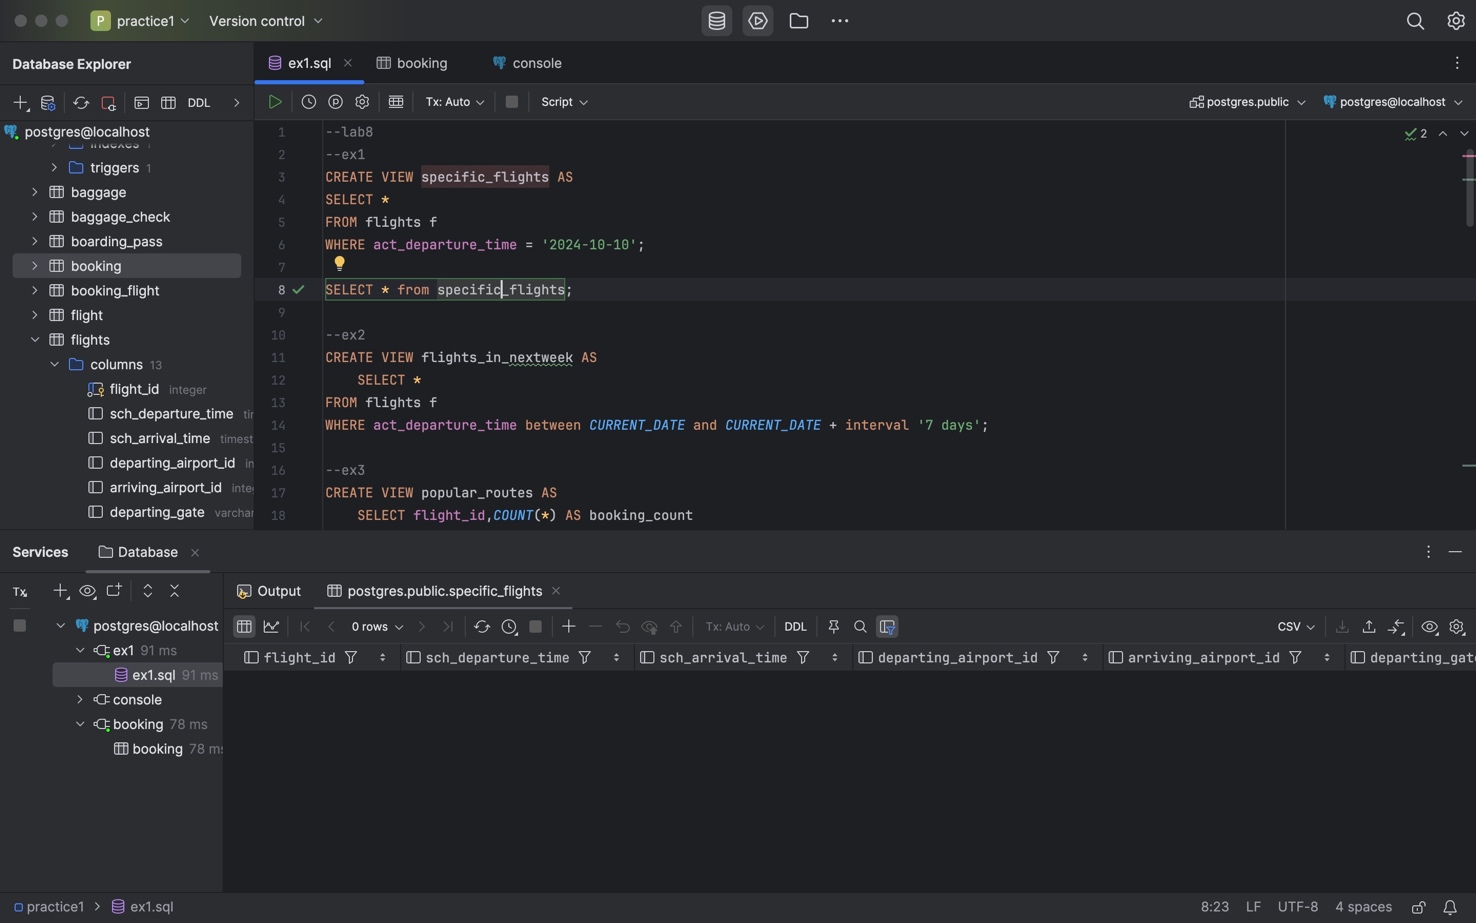 P practice1
Version control
Database Explorer
ex1.sql
booking
console
DDL
Tx: Auto
Script
postgres.public
postgres@localhost
postgres@localhost
indexes 1
triggers 1
baggage
baggage_check
boarding_pass
booking
booking_flight
flight
flights
columns 13
flight_id integer
sch_departure_time tir
sch_arrival_time timest
departing_airport_id in
arriving_airport_id inte
departing_gate varchar
2
1 --lab8
2 --ex1
3 CREATE VIEW specific_flights AS
4 SELECT *
5 FROM flights f
6 WHERE act_departure_time = '2024-10-10';
7
8 SELECT * from specific_flights;
9
10 --ex2
11 CREATE VIEW flights_in_nextweek AS
12 SELECT *
13 FROM flights f
14 WHERE act_departure_time between CURRENT_DATE and CURRENT_DATE + interval '7 days';
15
16 --ex3
17 CREATE VIEW popular_routes AS
18 SELECT flight_id,COUNT(*) AS booking_count
Services
Database
Tx
postgres@localhost
ex1 91 ms
ex1.sql 91 ms
console
booking 78 ms
booking 78 ms
Output
postgres.public.specific_flights
0 rows
Tx: Auto
DDL
CSV
flight_id
sch_departure_time
sch_arrival_time
departing_airport_id
arriving_airport_id
departing_gate
practice1 > ex1.sql
8:23
LF
UTF-8
4 spaces